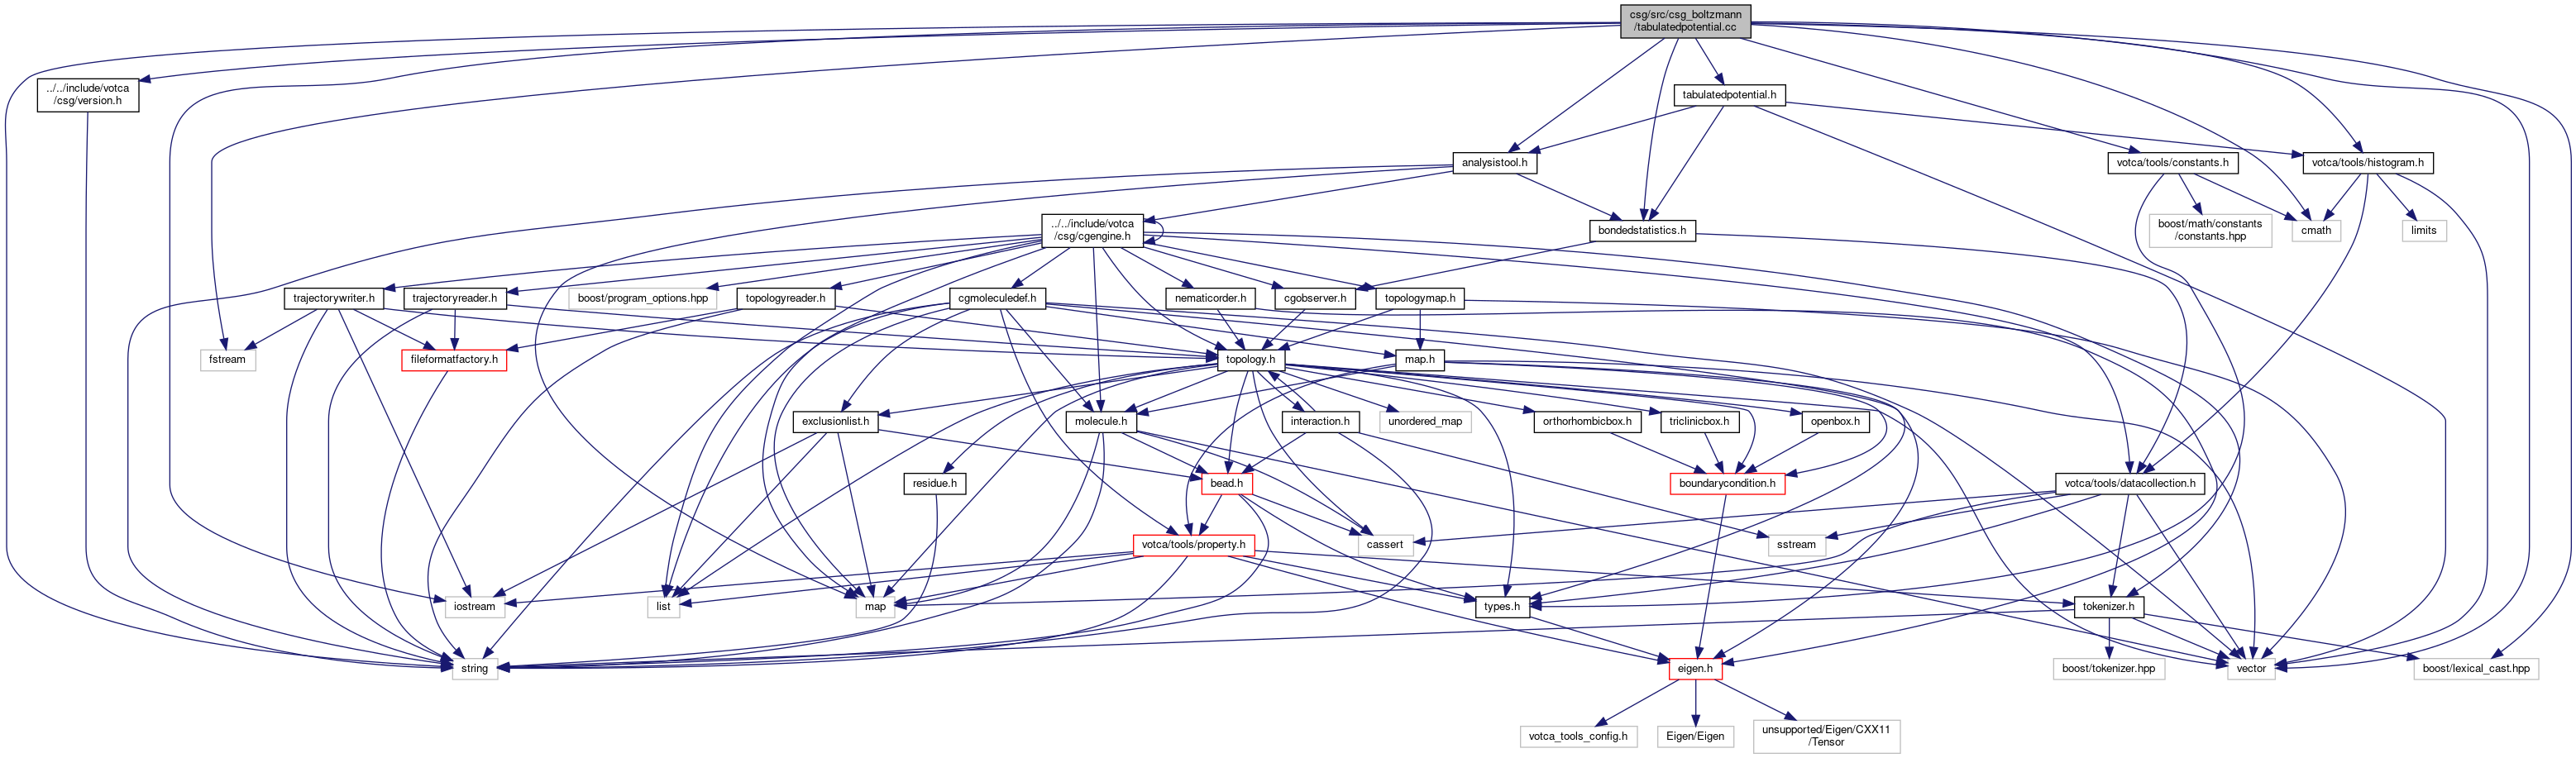 csg/src/csg_boltzmann
/tabulatedpotential.cc
../../include/votca
/csg/version.h
tabulatedpotential.h
analysistool.h
votca/tools/constants.h
votca/tools/histogram.h
../../include/votca
/csg/cgengine.h
bondedstatistics.h
boost/math/constants
/constants.hpp
cmath
limits
trajectorywriter.h
trajectoryreader.h
boost/program_options.hpp
topologyreader.h
cgmoleculedef.h
nematicorder.h
cgobserver.h
topologymap.h
fstream
fileformatfactory.h
topology.h
map.h
exclusionlist.h
molecule.h
interaction.h
unordered_map
orthorhombicbox.h
triclinicbox.h
openbox.h
residue.h
bead.h
boundarycondition.h
votca/tools/datacollection.h
votca/tools/property.h
cassert
sstream
iostream
list
map
types.h
tokenizer.h
string
eigen.h
boost/tokenizer.hpp
vector
boost/lexical_cast.hpp
votca_tools_config.h
Eigen/Eigen
unsupported/Eigen/CXX11
/Tensor